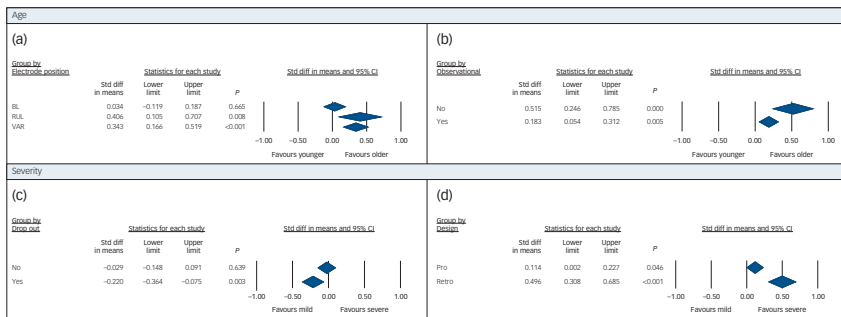 Age
(a)
Group by
Electrode position
Statistics for each study
Std diff in means and 95% CI
Std diff in means
Lower limit
Upper limit
P
BL 0.034 −0.119 0.187 0.665
RUL 0.406 0.105 0.707 0.008
VAR 0.343 0.166 0.519 <0.001
−1.00 −0.50 0.00 0.50 1.00
Favours younger Favours older
(b)
Group by
Observational
Statistics for each study
Std diff in means and 95% CI
Std diff in means
Lower limit
Upper limit
P
No 0.515 0.246 0.785 0.000
Yes 0.183 0.054 0.312 0.005
−1.00 −0.50 0.00 0.50 1.00
Favours younger Favours older
Severity
(c)
Group by
Drop out
Statistics for each study
Std diff in means and 95% CI
Std diff in means
Lower limit
Upper limit
P
No −0.029 −0.148 0.091 0.639
Yes −0.220 −0.364 −0.075 0.003
−1.00 −0.50 0.00 0.50 1.00
Favours mild Favours severe
(d)
Group by
Design
Statistics for each study
Std diff in means and 95% CI
Std diff in means
Lower limit
Upper limit
P
Pro 0.114 0.002 0.227 0.046
Retro 0.496 0.308 0.685 <0.001
−1.00 −0.50 0.00 0.50 1.00
Favours mild Favours severe